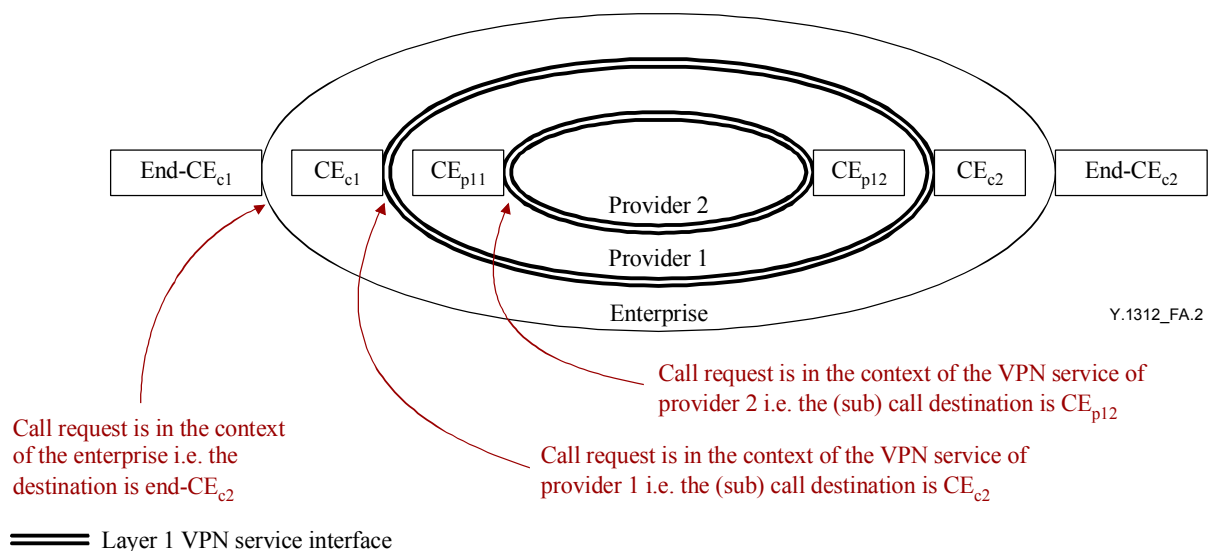 End-CEc1
CEc1
CEp11
CEp12
CEc2
End-CEc2
Provider 2
Provider 1
Enterprise
Y.1312_FA.2
Call request is in the context of the VPN service of
provider 2 i.e. the (sub) call destination is CEp12
Call request is in the context
of the enterprise i.e. the
destination is end-CEc2
Call request is in the context of the VPN service of
provider 1 i.e. the (sub) call destination is CEc2
Layer 1 VPN service interface